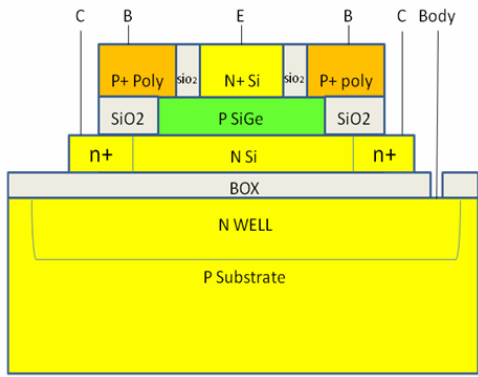 C B E B C Body
P+ Poly sio₂ N+ Si sio₂ P+ poly
SiO2 P SiGe SiO2
n+ N Si n+
BOX
N WELL
P Substrate